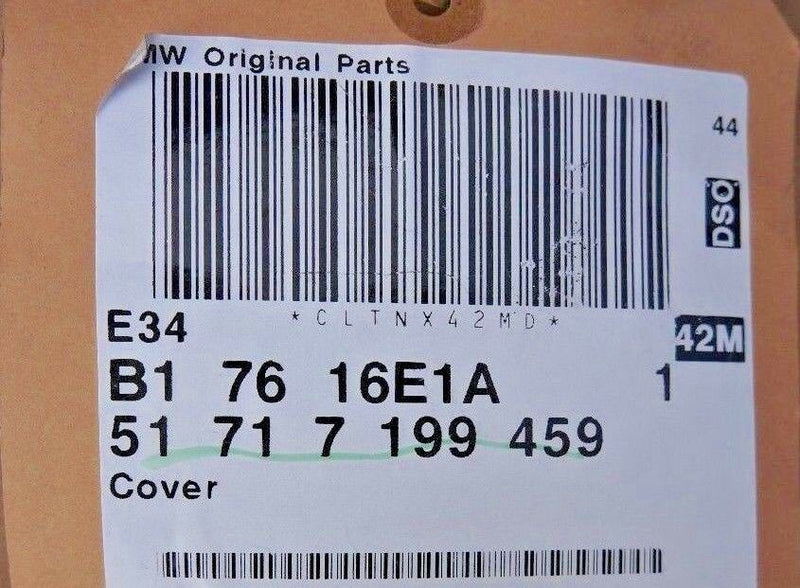 MW Original Parts
44
DSO
*CLTNX42MD*
E34
42M
B1 76 16E1A 1
51 71 7 199 459
Cover